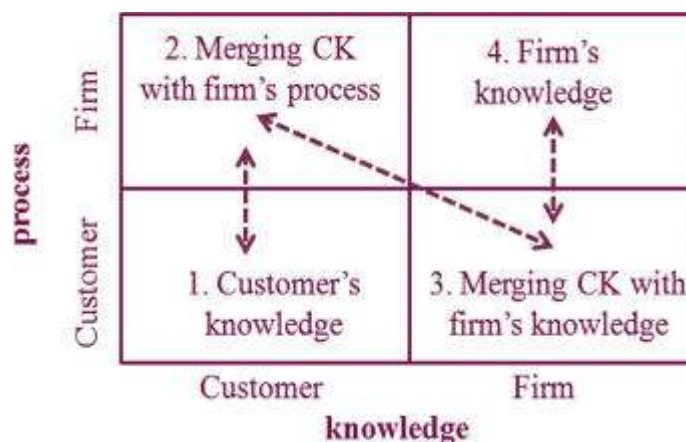 2. Merging CK
with firm's process
4. Firm's
knowledge
1. Customer's
knowledge
3. Merging CK with
firm's knowledge
process
Firm
Customer
Customer
Firm
knowledge